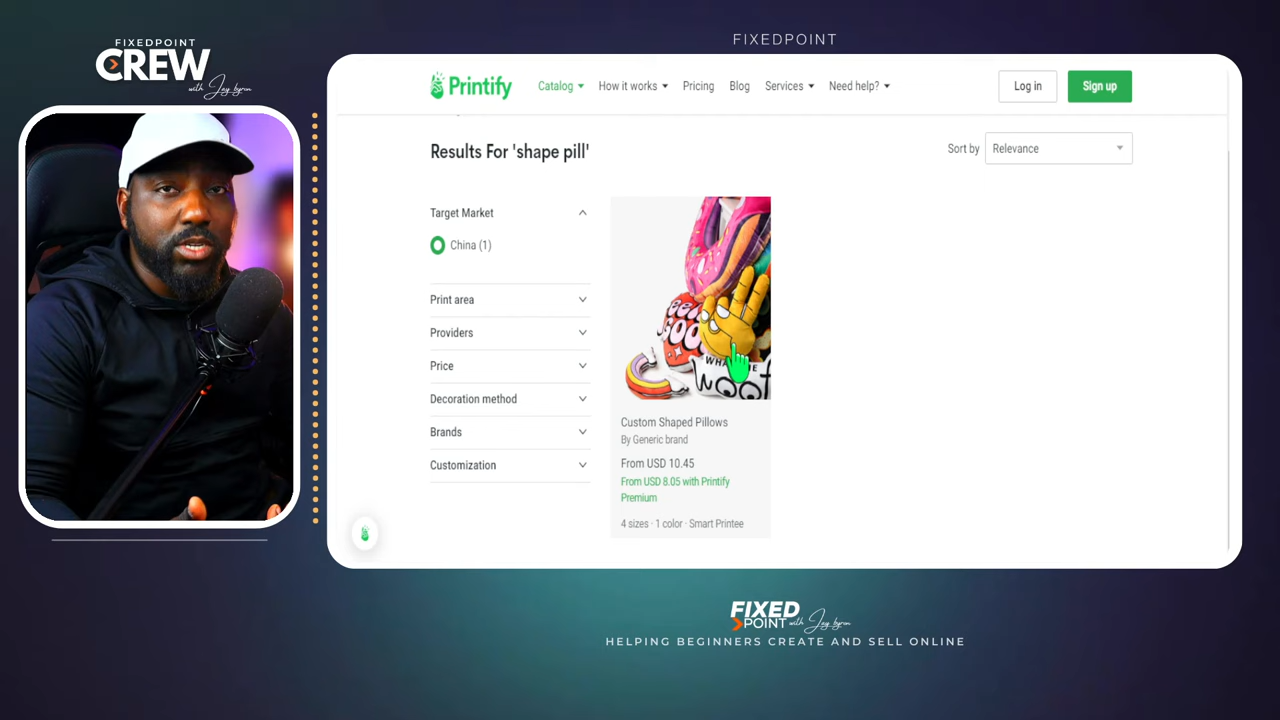 FIXEDPOINT
CREW
with Jay byron
FIXEDPOINT
Printify
Catalog
How it works
Pricing
Blog
Services
Need help?
Log in
Sign up
Results For 'shape pill'
Sort by
Relevance
Target Market
China (1)
Print area
Providers
Price
Decoration method
Brands
Customization
WHAT THE
woof
Custom Shaped Pillows
By Generic brand
From USD 10.45
From USD 8.05 with Printify
Premium
4 sizes · 1 color · Smart Printee
FIXED
POINT with Jay byron
HELPING BEGINNERS CREATE AND SELL ONLINE